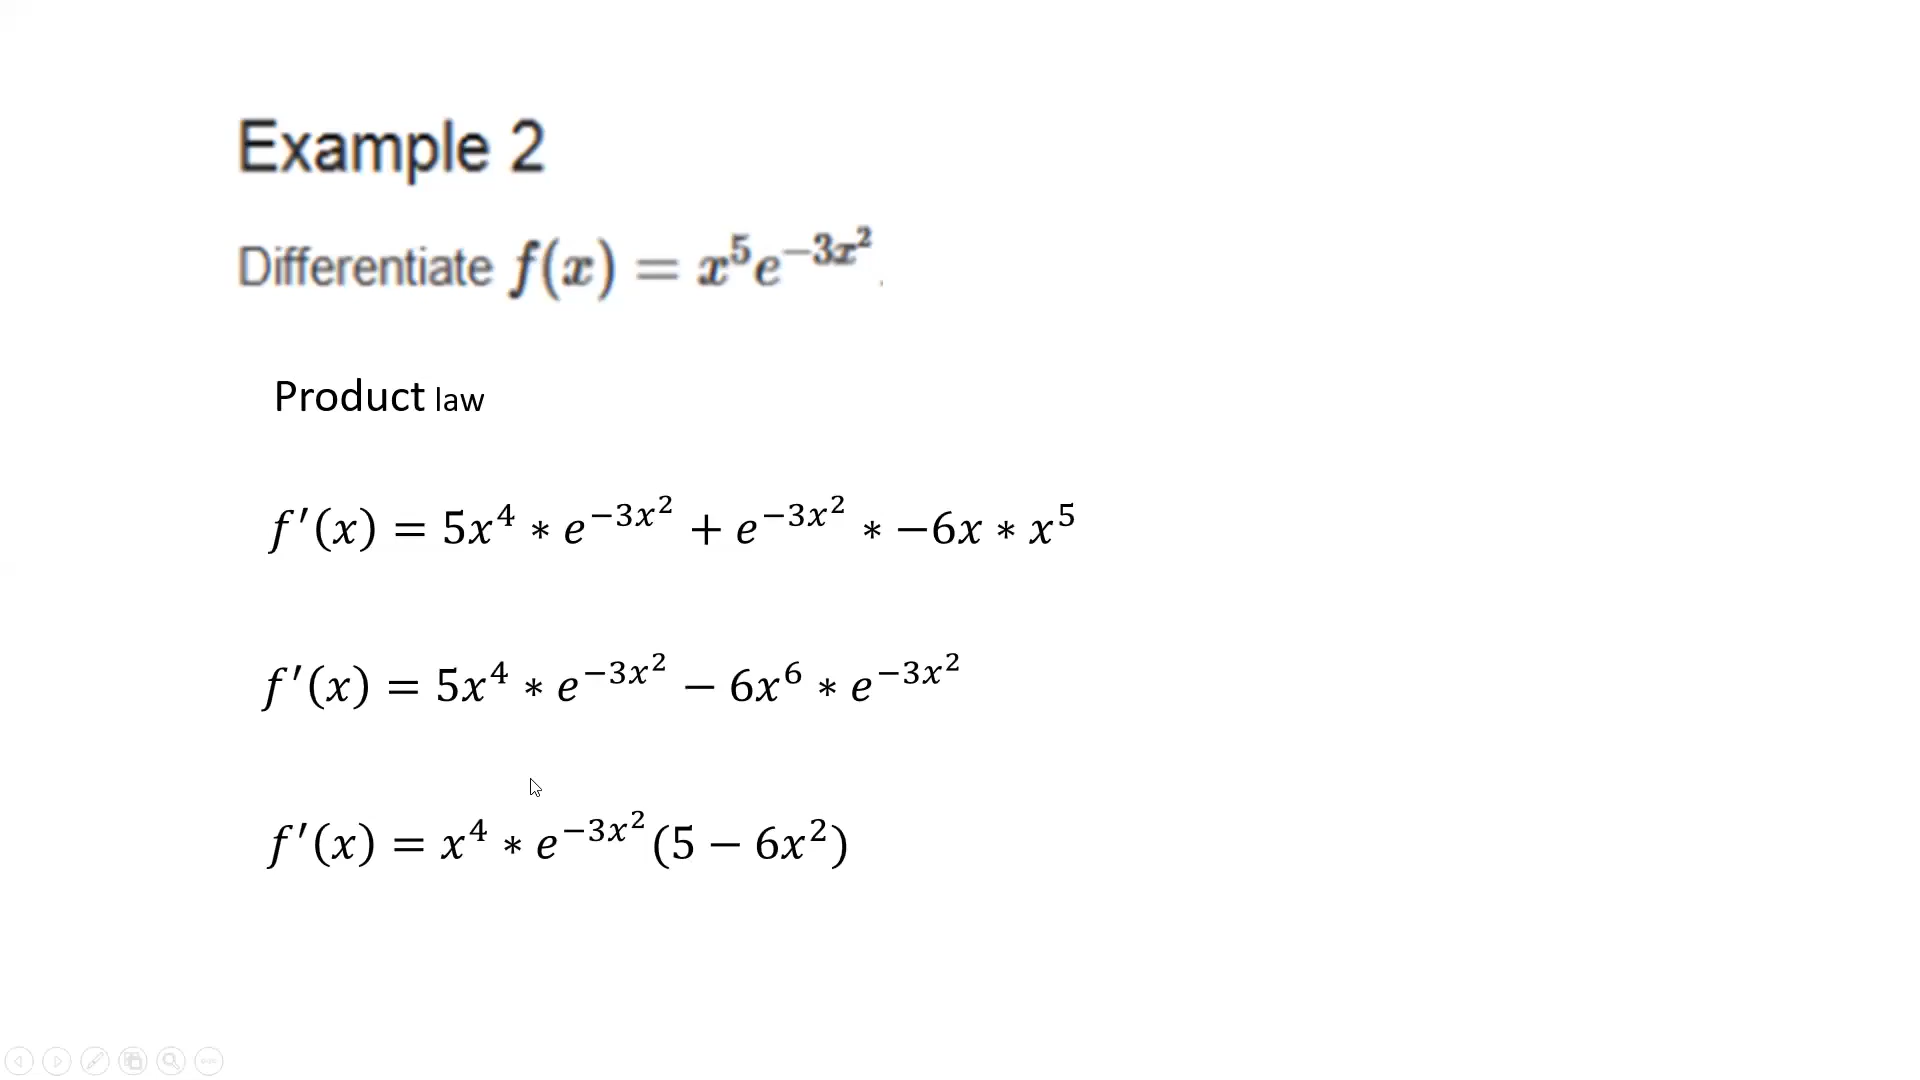 Example 2
Differentiate f(x) = x⁵e^{−3x²}.
Product law
f′(x) = 5x⁴ ∗ e^{−3x²} + e^{−3x²} ∗ −6x ∗ x⁵
f′(x) = 5x⁴ ∗ e^{−3x²} − 6x⁶ ∗ e^{−3x²}
f′(x) = x⁴ ∗ e^{−3x²}(5 − 6x²)